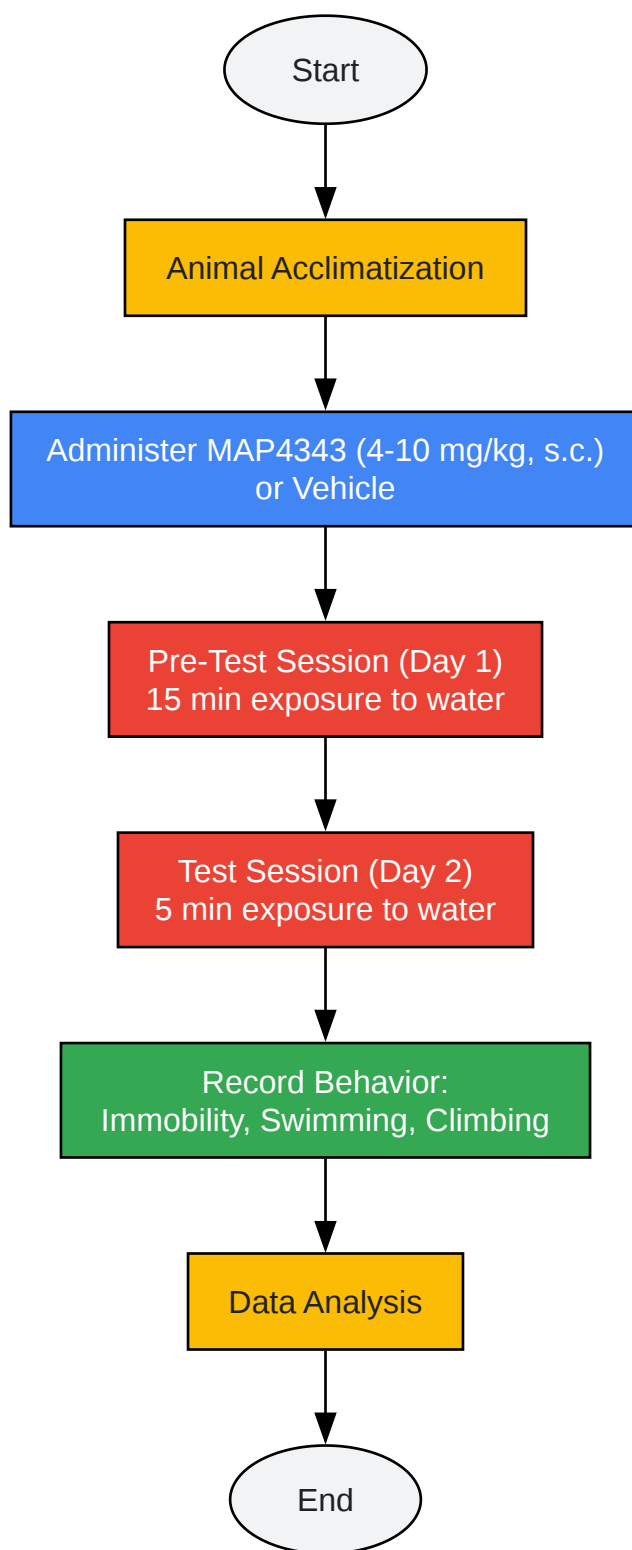 Start
Animal Acclimatization
Administer MAP4343 (4-10 mg/kg, s.c.)
or Vehicle
Pre-Test Session (Day 1)
15 min exposure to water
Test Session (Day 2)
5 min exposure to water
Record Behavior:
Immobility, Swimming, Climbing
Data Analysis
End